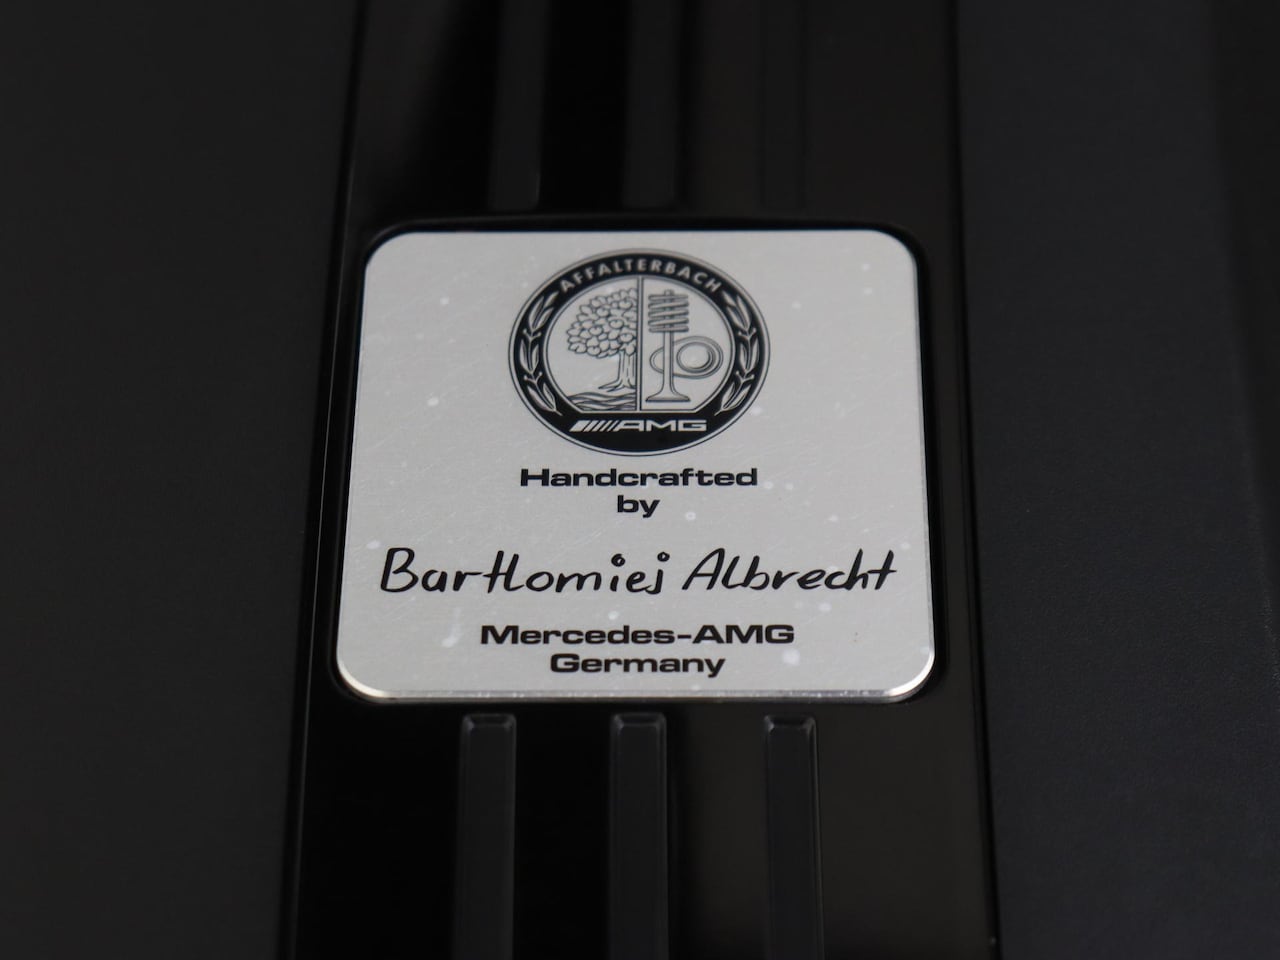 AFFALTERBACH
AMG
Handcrafted
by
Bartlomiej Albrecht
Mercedes-AMG
Germany